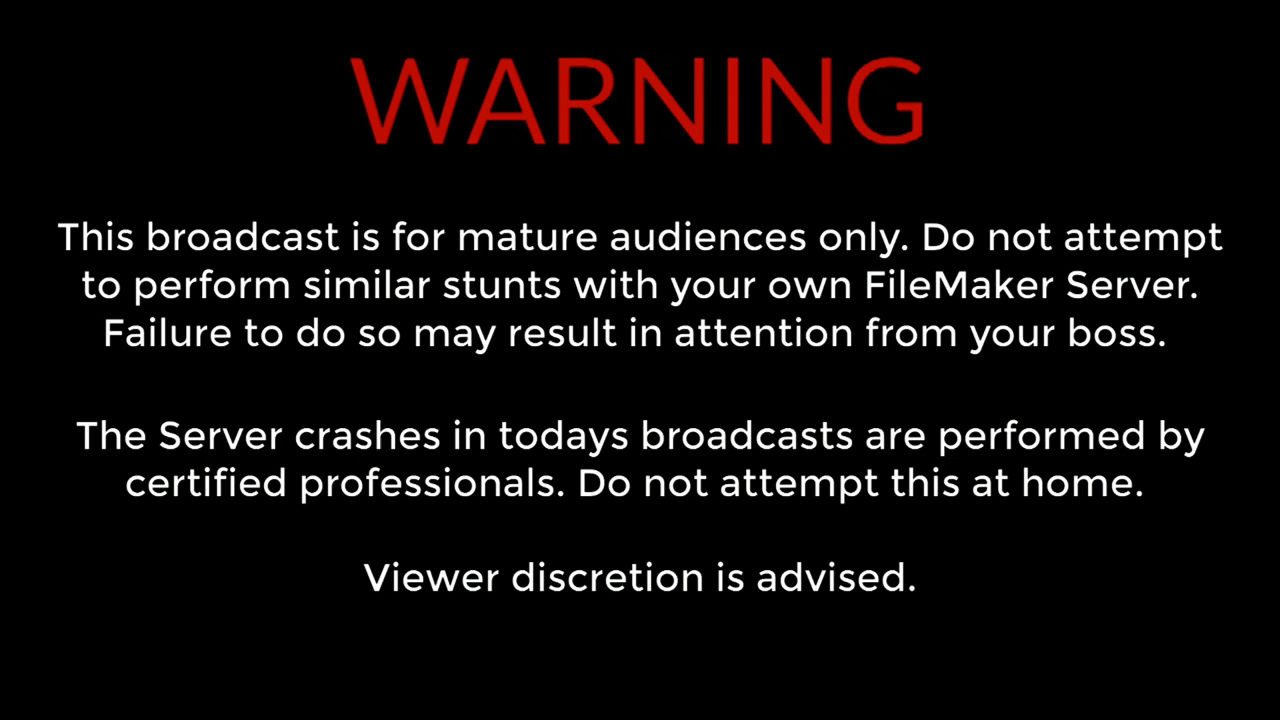 WARNING
This broadcast is for mature audiences only. Do not attempt
to perform similar stunts with your own FileMaker Server.
Failure to do so may result in attention from your boss.
The Server crashes in todays broadcasts are performed by
certified professionals. Do not attempt this at home.
Viewer discretion is advised.